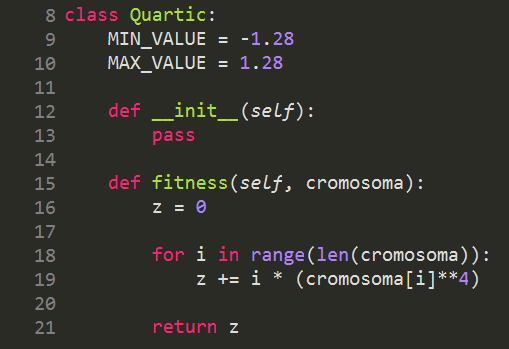 8 class Quartic:
9     MIN_VALUE = -1.28
10     MAX_VALUE = 1.28
11
12     def __init__(self):
13         pass
14
15     def fitness(self, cromosoma):
16         z = 0
17
18         for i in range(len(cromosoma)):
19             z += i * (cromosoma[i]**4)
20
21         return z